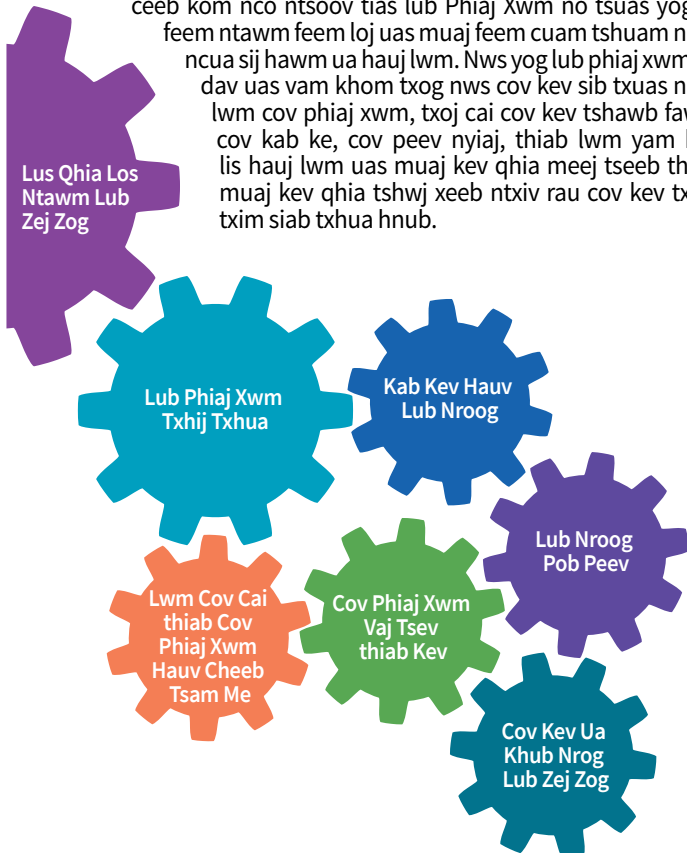 ceeb kom nco ntsoov tias lub Phiaj Xwm no tsuas yog
feem ntawm feem loj uas muaj feem cuam tshuam
ncua sij hawm ua hauj lwm. Nws yog lub phiaj xwm
dav uas vam khom txog nws cov kev sib txuas
lwm cov phiaj xwm, txoj cai cov kev tshawb
cov kab ke, cov peev nyiaj, thiab lwm yam
lis hauj lwm uas muaj kev qhia meej tseeb
muaj kev qhia tshwj xeeb ntxiv rau cov kev
txim siab txhua hnub.
Lus Qhia Los
Ntawm Lub
Zej Zog
Lub Phiaj Xwm
Txhij Txhua
Kab Kev Hauv
Lub Nroog
Lub Nroog
Pob Peev
Lwm Cov Cai
thiab Cov
Phiaj Xwm
Hauv Cheeb
Tsam Me
Cov Phiaj Xwm
Vaj Tsev
thiab Kev
Cov Kev Ua
Khub Nrog
Lub Zej Zog